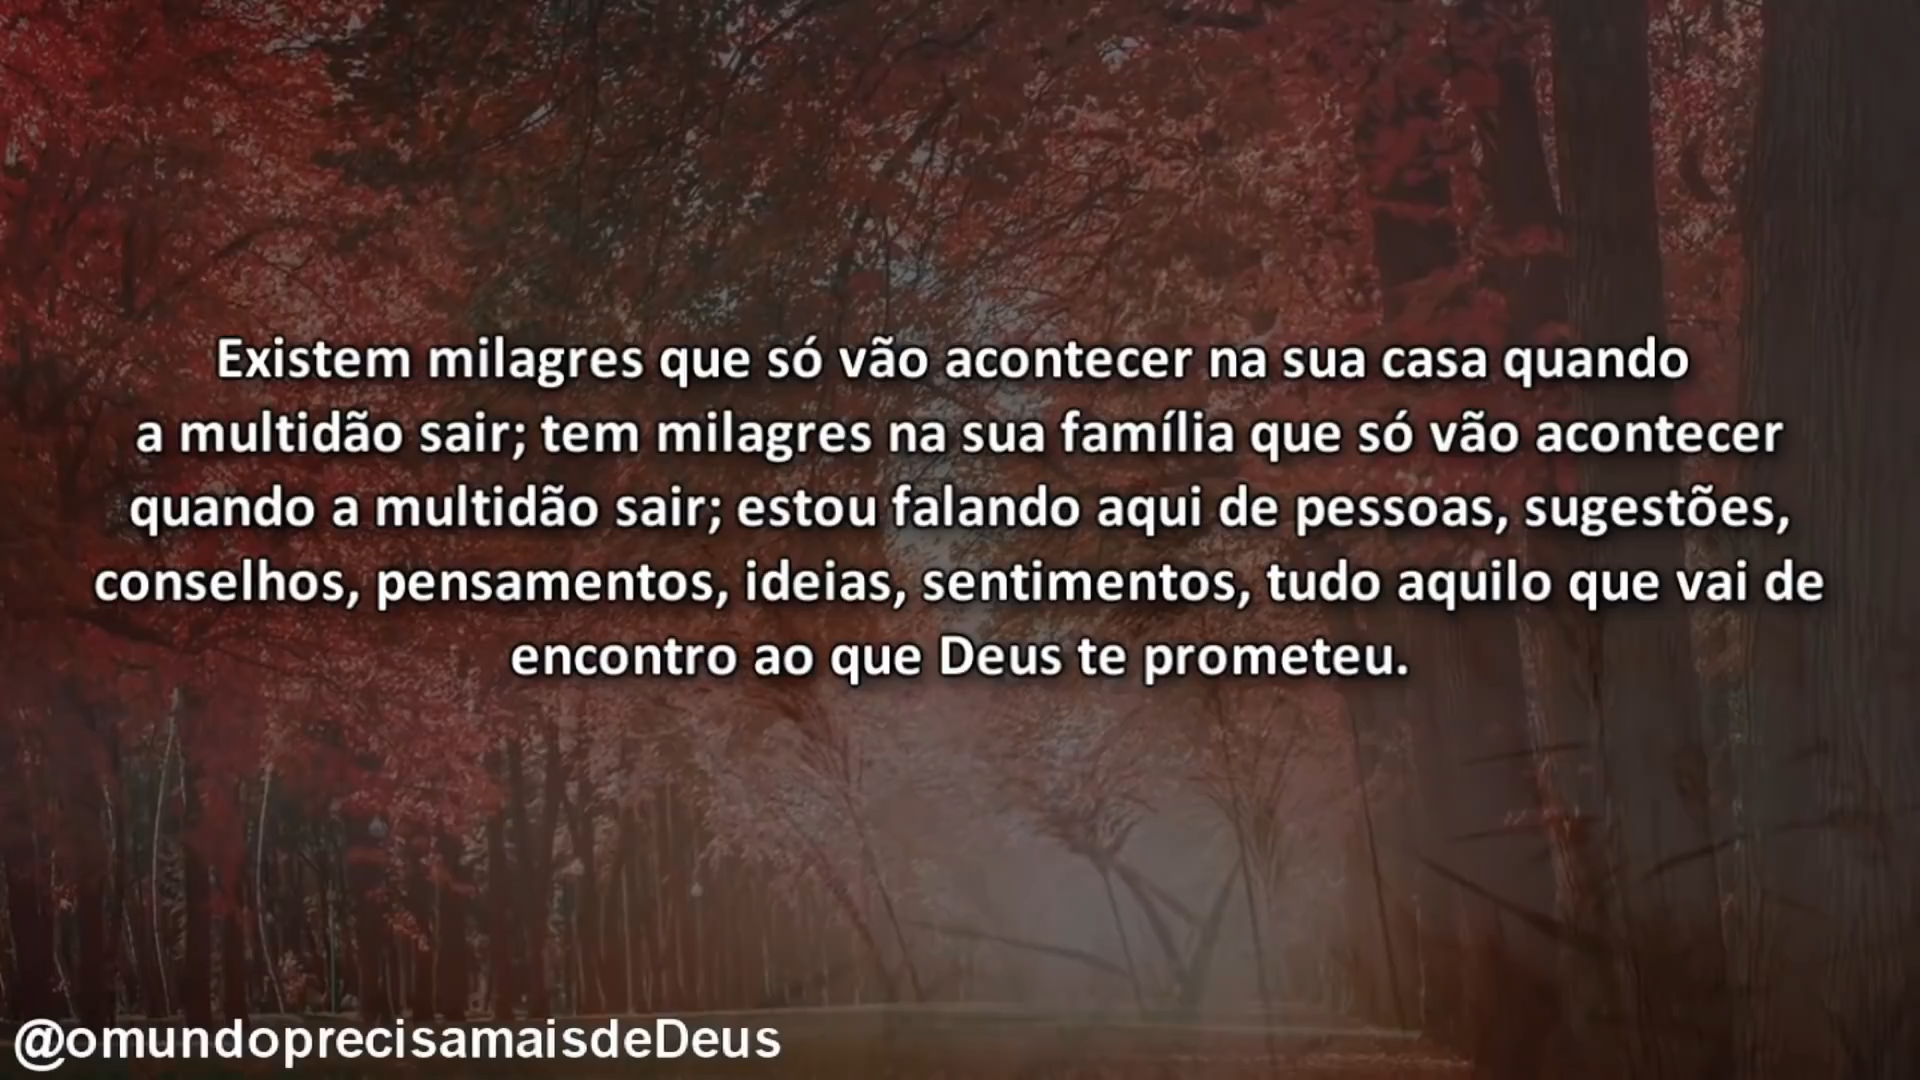 Existem milagres que só vão acontecer na sua casa quando
a multidão sair; tem milagres na sua família que só vão acontecer
quando a multidão sair; estou falando aqui de pessoas, sugestões,
conselhos, pensamentos, ideias, sentimentos, tudo aquilo que vai de
encontro ao que Deus te prometeu.
@omundoprecisamaisdeDeus